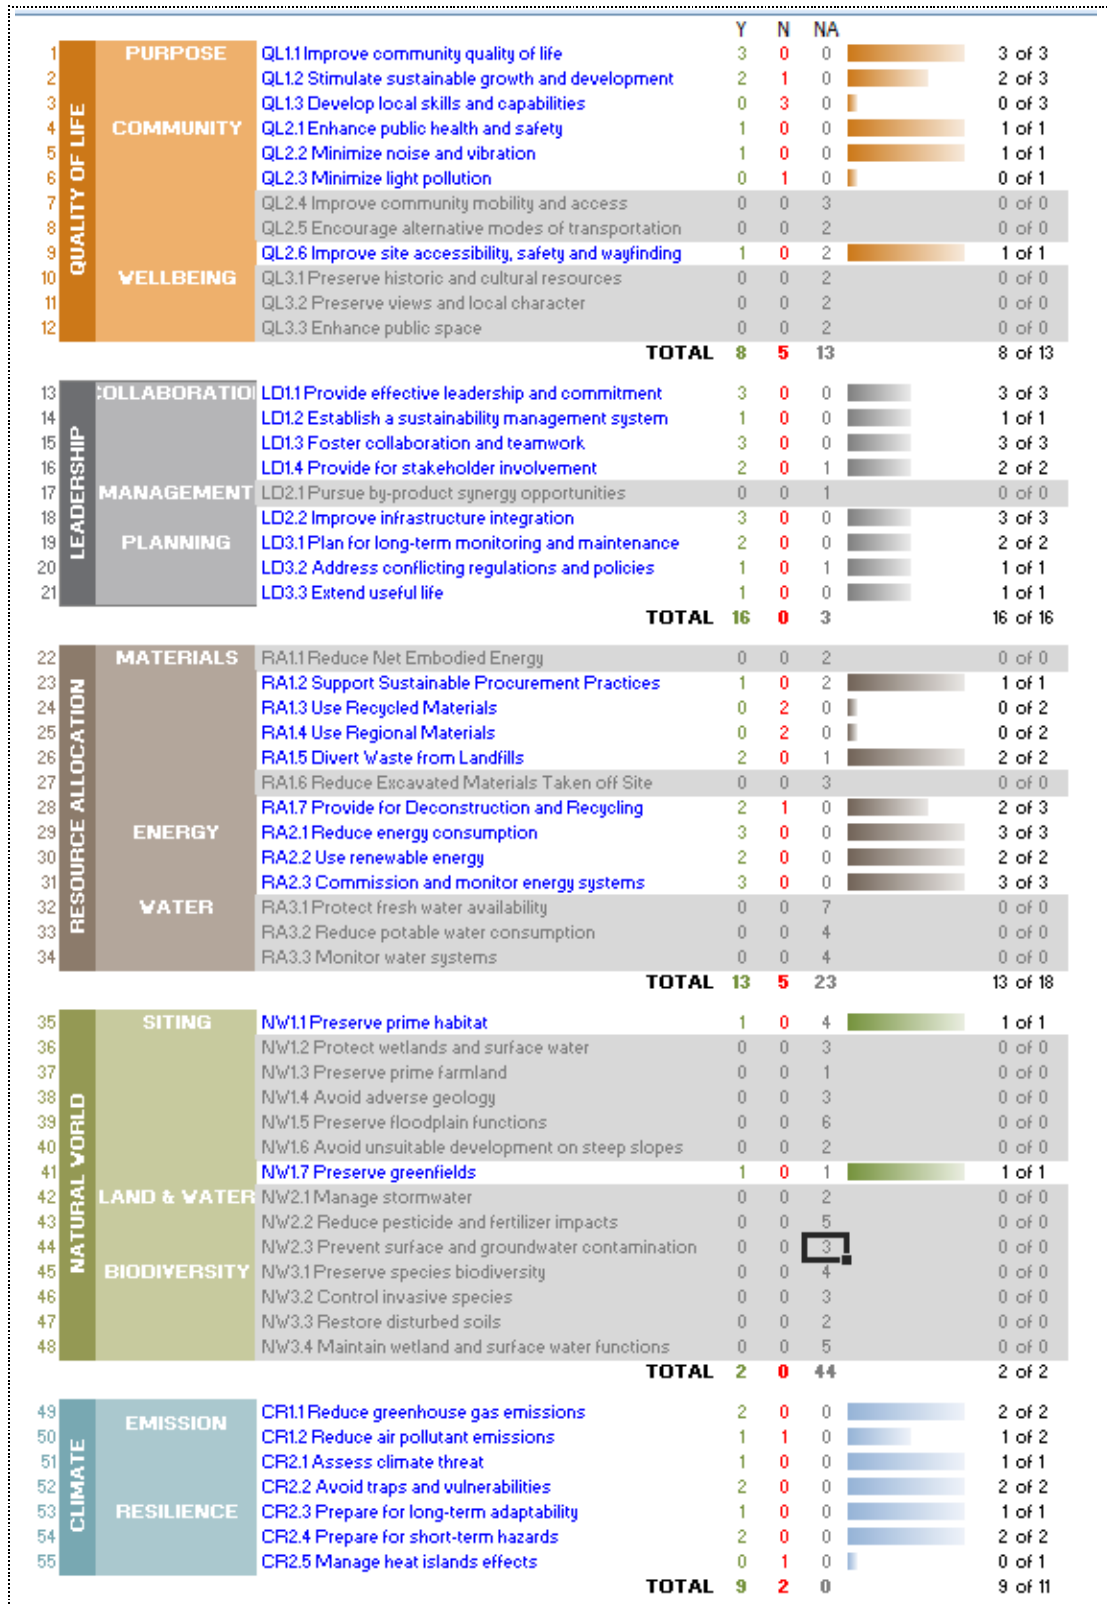 Y N NA
QUALITY OF LIFE
1 PURPOSE QL1.1 Improve community quality of life 3 0 0 3 of 3
2 QL1.2 Stimulate sustainable growth and development 2 1 0 2 of 3
3 QL1.3 Develop local skills and capabilities 0 3 0 0 of 3
4 COMMUNITY QL2.1 Enhance public health and safety 1 0 0 1 of 1
5 QL2.2 Minimize noise and vibration 1 0 0 1 of 1
6 QL2.3 Minimize light pollution 0 1 0 0 of 1
7 QL2.4 Improve community mobility and access 0 0 3 0 of 0
8 QL2.5 Encourage alternative modes of transportation 0 0 2 0 of 0
9 QL2.6 Improve site accessibility, safety and wayfinding 1 0 2 1 of 1
10 WELLBEING QL3.1 Preserve historic and cultural resources 0 0 2 0 of 0
11 QL3.2 Preserve views and local character 0 0 2 0 of 0
12 QL3.3 Enhance public space 0 0 2 0 of 0
TOTAL 8 5 13 8 of 13
LEADERSHIP
13 COLLABORATIO LD1.1 Provide effective leadership and commitment 3 0 0 3 of 3
14 LD1.2 Establish a sustainability management system 1 0 0 1 of 1
15 LD1.3 Foster collaboration and teamwork 3 0 0 3 of 3
16 LD1.4 Provide for stakeholder involvement 2 0 1 2 of 2
17 MANAGEMENT LD2.1 Pursue by-product synergy opportunities 0 0 1 0 of 0
18 LD2.2 Improve infrastructure integration 3 0 0 3 of 3
19 PLANNING LD3.1 Plan for long-term monitoring and maintenance 2 0 0 2 of 2
20 LD3.2 Address conflicting regulations and policies 1 0 1 1 of 1
21 LD3.3 Extend useful life 1 0 0 1 of 1
TOTAL 16 0 3 16 of 16
RESOURCE ALLOCATION
22 MATERIALS RA1.1 Reduce Net Embodied Energy 0 0 2 0 of 0
23 RA1.2 Support Sustainable Procurement Practices 1 0 2 1 of 1
24 RA1.3 Use Recycled Materials 0 2 0 0 of 2
25 RA1.4 Use Regional Materials 0 2 0 0 of 2
26 RA1.5 Divert Waste from Landfills 2 0 1 2 of 2
27 RA1.6 Reduce Excavated Materials Taken off Site 0 0 3 0 of 0
28 RA1.7 Provide for Deconstruction and Recycling 2 1 0 2 of 3
29 ENERGY RA2.1 Reduce energy consumption 3 0 0 3 of 3
30 RA2.2 Use renewable energy 2 0 0 2 of 2
31 RA2.3 Commission and monitor energy systems 3 0 0 3 of 3
32 WATER RA3.1 Protect fresh water availability 0 0 7 0 of 0
33 RA3.2 Reduce potable water consumption 0 0 4 0 of 0
34 RA3.3 Monitor water systems 0 0 4 0 of 0
TOTAL 13 5 23 13 of 18
NATURAL WORLD
35 SITING NW1.1 Preserve prime habitat 1 0 4 1 of 1
36 NW1.2 Protect wetlands and surface water 0 0 3 0 of 0
37 NW1.3 Preserve prime farmland 0 0 1 0 of 0
38 NW1.4 Avoid adverse geology 0 0 3 0 of 0
39 NW1.5 Preserve floodplain functions 0 0 6 0 of 0
40 NW1.6 Avoid unsuitable development on steep slopes 0 0 2 0 of 0
41 NW1.7 Preserve greenfields 1 0 1 1 of 1
42 LAND & WATER NW2.1 Manage stormwater 0 0 2 0 of 0
43 NW2.2 Reduce pesticide and fertilizer impacts 0 0 5 0 of 0
44 NW2.3 Prevent surface and groundwater contamination 0 0 3 0 of 0
45 BIODIVERSITY NW3.1 Preserve species biodiversity 0 0 4 0 of 0
46 NW3.2 Control invasive species 0 0 3 0 of 0
47 NW3.3 Restore disturbed soils 0 0 2 0 of 0
48 NW3.4 Maintain wetland and surface water functions 0 0 5 0 of 0
TOTAL 2 0 44 2 of 2
CLIMATE
49 EMISSION CR1.1 Reduce greenhouse gas emissions 2 0 0 2 of 2
50 CR1.2 Reduce air pollutant emissions 1 1 0 1 of 2
51 CR2.1 Assess climate threat 1 0 0 1 of 1
52 CR2.2 Avoid traps and vulnerabilities 2 0 0 2 of 2
53 RESILIENCE CR2.3 Prepare for long-term adaptability 1 0 0 1 of 1
54 CR2.4 Prepare for short-term hazards 2 0 0 2 of 2
55 CR2.5 Manage heat islands effects 0 1 0 0 of 1
TOTAL 9 2 0 9 of 11